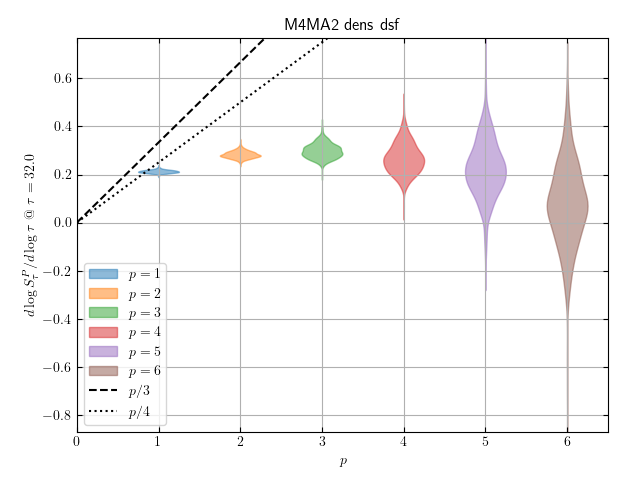 M4MA2 dens dsf
d log S_τ^P / d log τ @ τ = 32.0
0.6
0.4
0.2
0.0
−0.2
−0.4
−0.6
−0.8
p = 1
p = 2
p = 3
p = 4
p = 5
p = 6
p/3
p/4
0 1 2 3 4 5 6
p